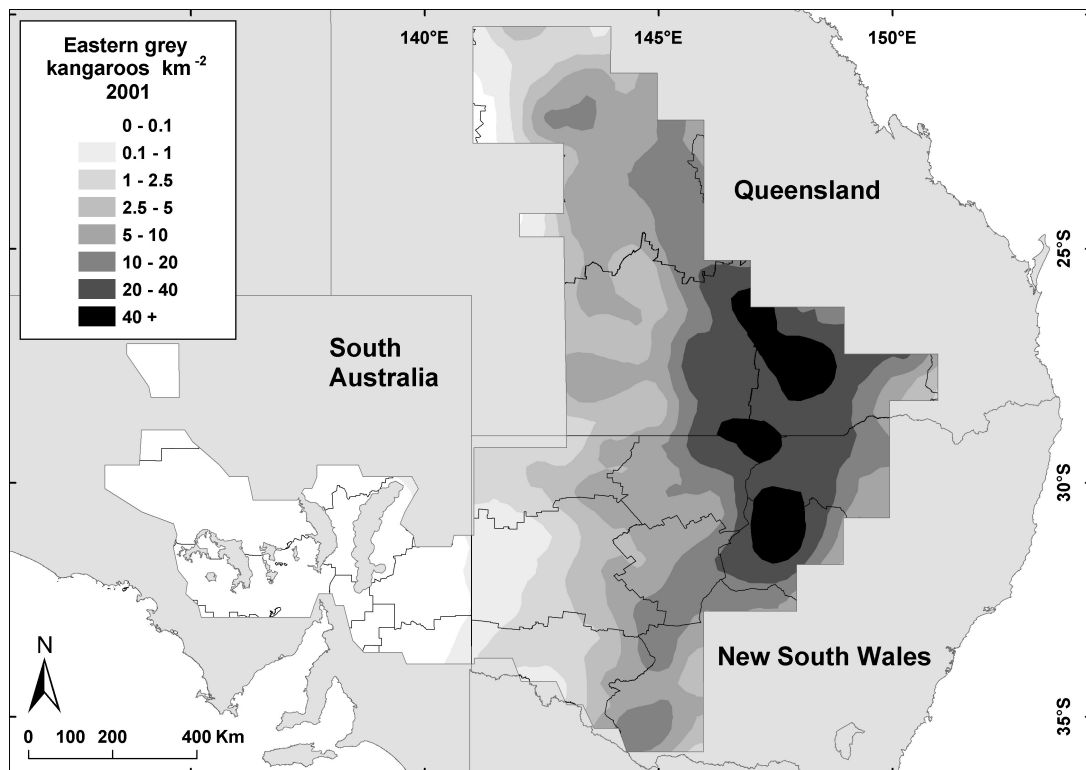 Eastern grey
kangaroos km⁻²
2001
0 - 0.1
0.1 - 1
1 - 2.5
2.5 - 5
5 - 10
10 - 20
20 - 40
40 +
140°E
145°E
150°E
Queensland
25°S
South
Australia
30°S
New South Wales
35°S
N
0 100 200 400 Km